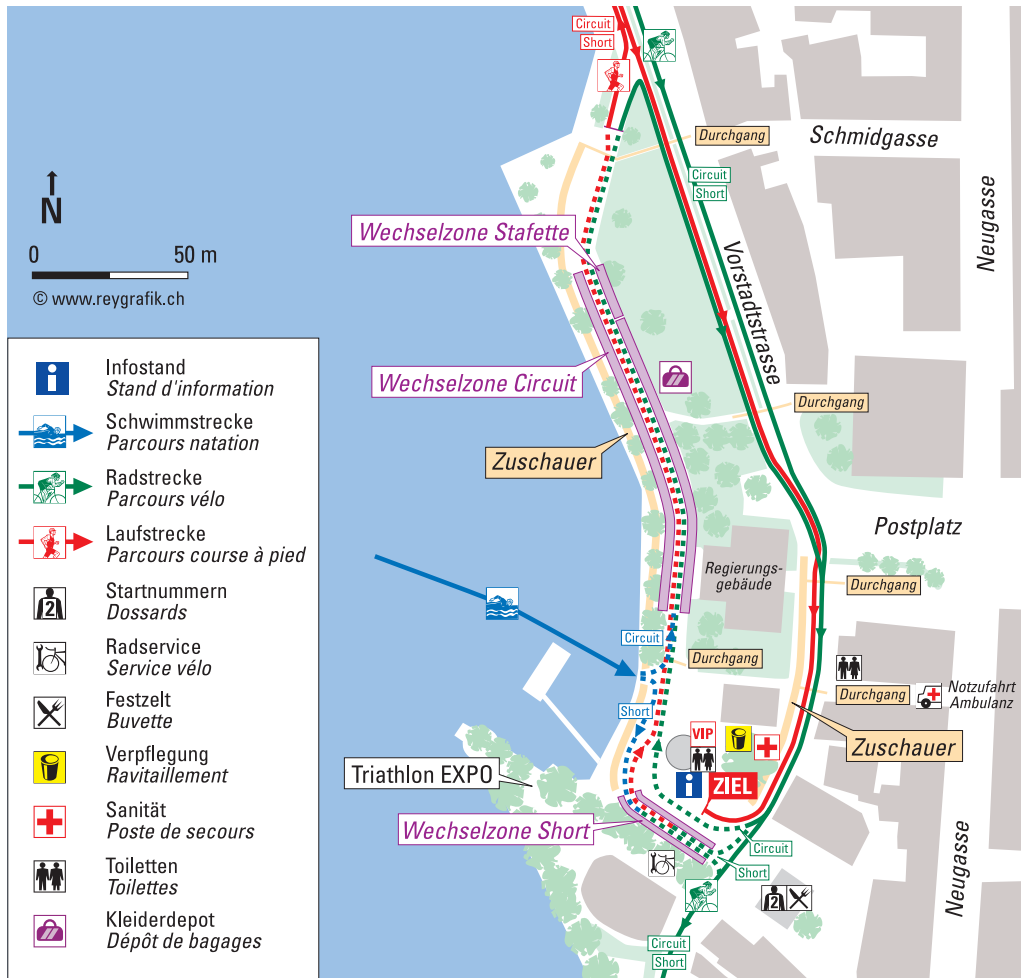 Circuit
Short
Durchgang
Schmidgasse
Neugasse
N
Circuit
Short
Wechselzone Stafette
0 50 m
© www.reygrafik.ch
Vorstadtstrasse
Wechselzone Circuit
Durchgang
Zuschauer
Postplatz
Regierungs-
gebäude
Durchgang
Circuit
Durchgang
Durchgang
Notzufahrt
Ambulanz
Short
VIP
Zuschauer
Triathlon EXPO
i
ZIEL
Wechselzone Short
Circuit
Short
2
Neugasse
Circuit
Short
i
Infostand
Stand d'information
Schwimmstrecke
Parcours natation
Radstrecke
Parcours vélo
Laufstrecke
Parcours course à pied
2
Startnummern
Dossards
Radservice
Service vélo
Festzelt
Buvette
Verpflegung
Ravitaillement
Sanität
Poste de secours
Toiletten
Toilettes
Kleiderdepot
Dépôt de bagages